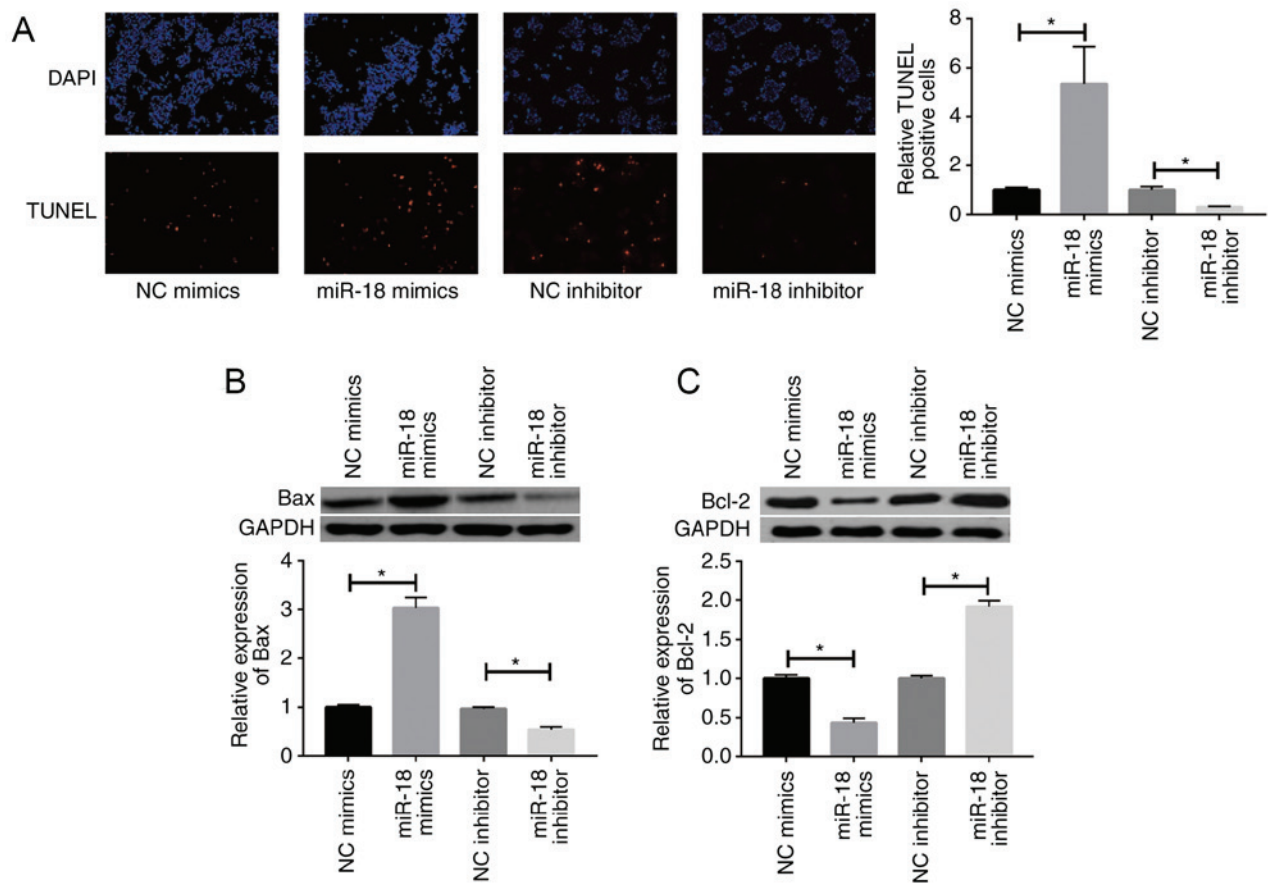 A
DAPI
TUNEL
NC mimics
miR-18 mimics
NC inhibitor
miR-18 inhibitor
Relative TUNEL
positive cells
8
6
4
2
0
*
*
NC mimics
miR-18
mimics
NC inhibitor
miR-18
inhibitor
B
NC mimics
miR-18
mimics
NC inhibitor
miR-18
inhibitor
Bax
GAPDH
Relative expression
of Bax
4
3
2
1
0
*
*
NC mimics
miR-18
mimics
NC inhibitor
miR-18
inhibitor
C
NC mimics
miR-18
mimics
NC inhibitor
miR-18
inhibitor
Bcl-2
GAPDH
Relative expression
of Bcl-2
2.5
2.0
1.5
1.0
0.5
0.0
*
*
NC mimics
miR-18
mimics
NC inhibitor
miR-18
inhibitor